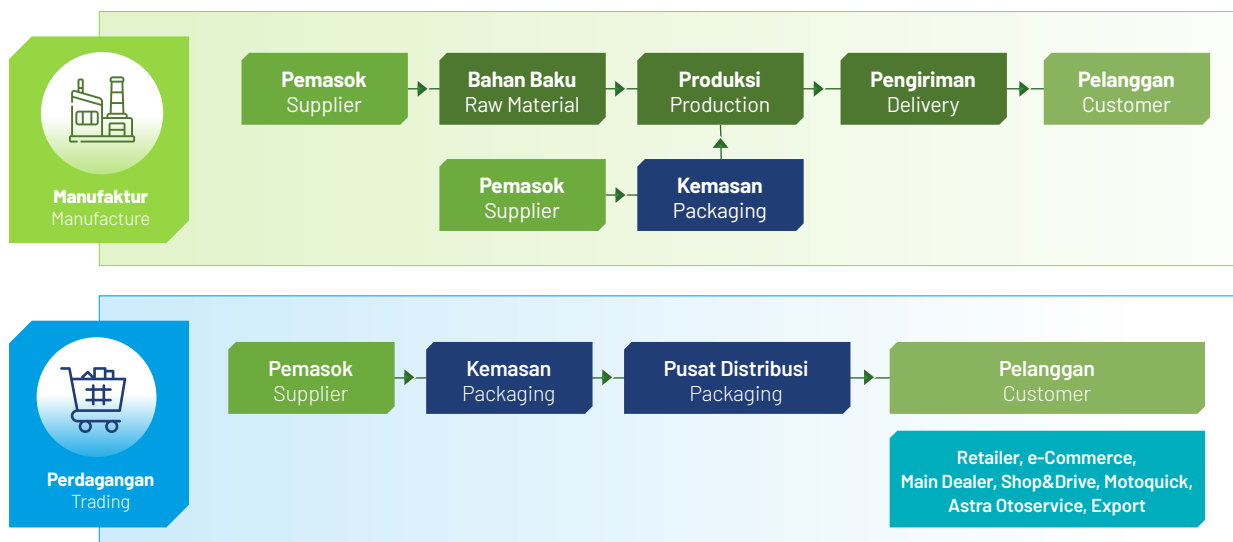 Manufaktur
Manufacture
Pemasok
Supplier
Bahan Baku
Raw Material
Produksi
Production
Pengiriman
Delivery
Pelanggan
Customer
Pemasok
Supplier
Kemasan
Packaging
Perdagangan
Trading
Pemasok
Supplier
Kemasan
Packaging
Pusat Distribusi
Packaging
Pelanggan
Customer
Retailer, e-Commerce,
Main Dealer, Shop&Drive, Motoquick,
Astra Otoservice, Export